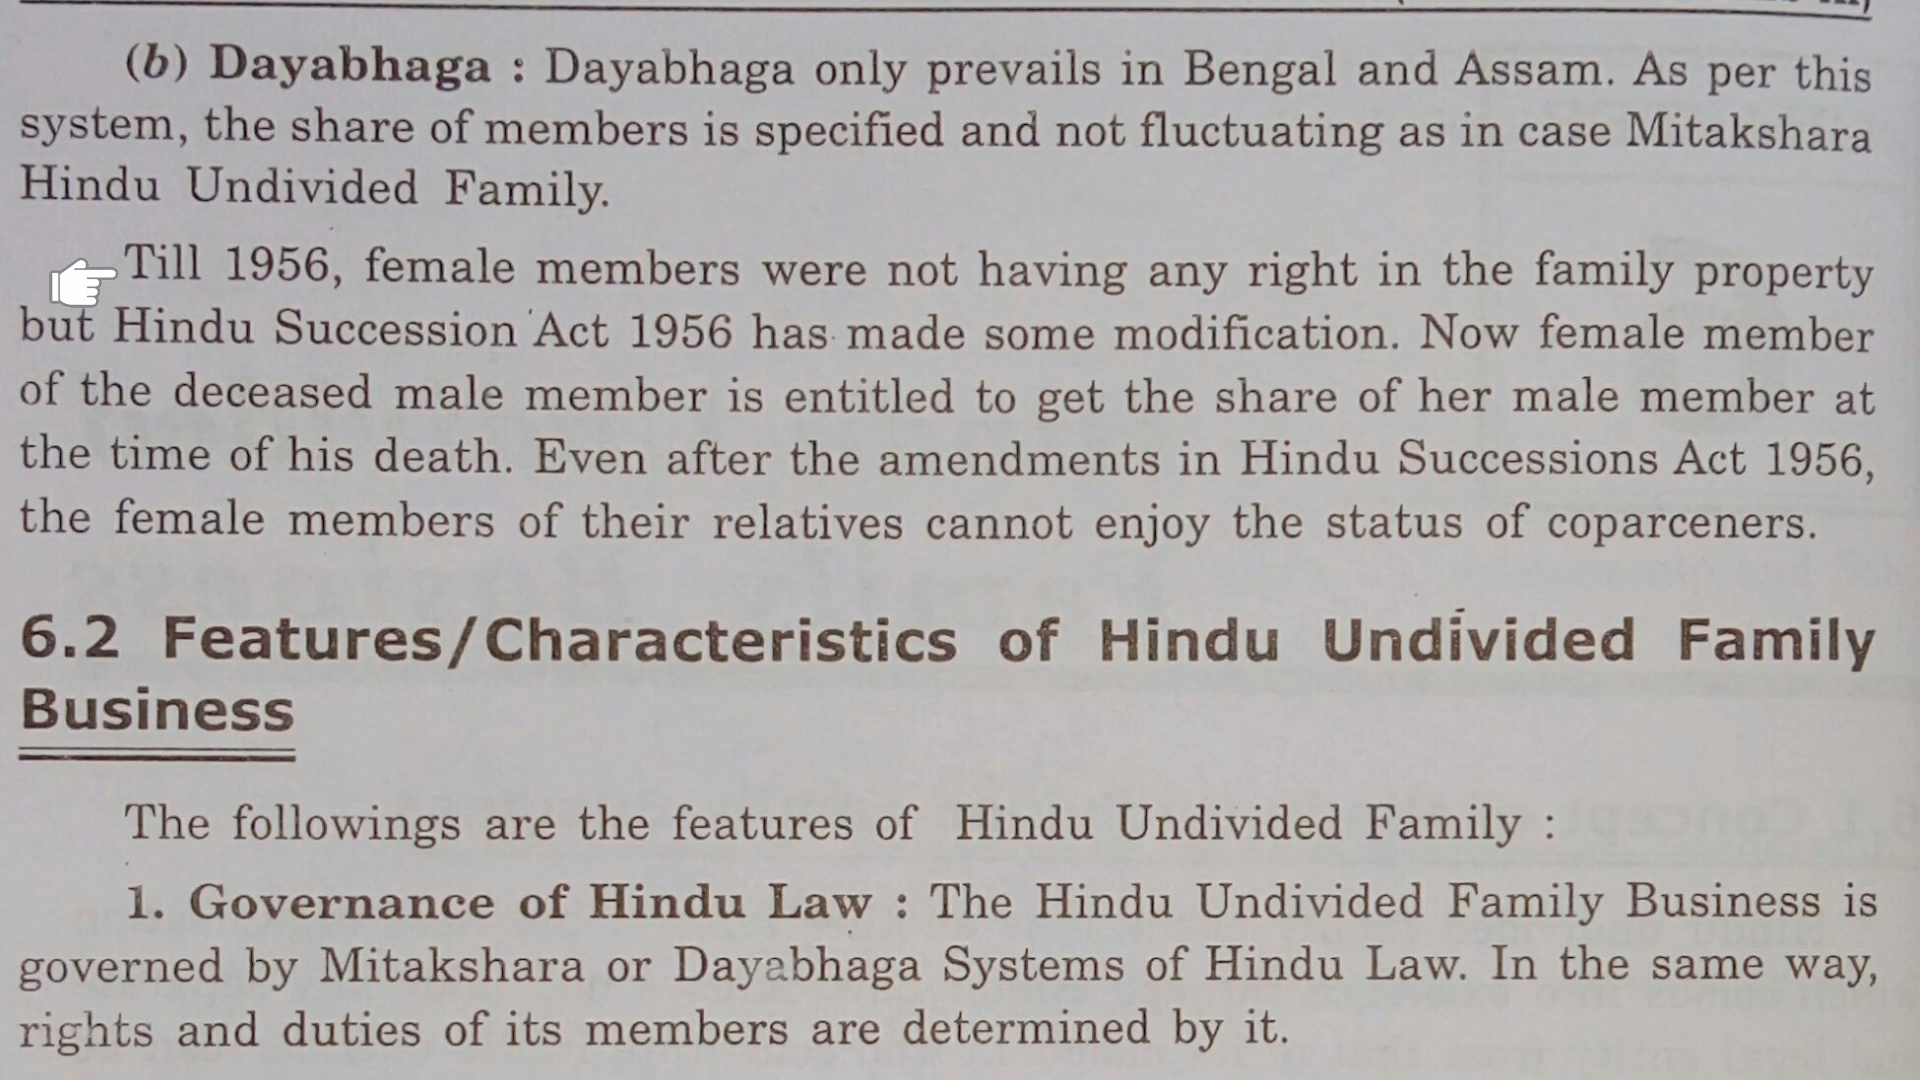 (b) Dayabhaga : Dayabhaga only prevails in Bengal and Assam. As per this
system, the share of members is specified and not fluctuating as in case Mitakshara
Hindu Undivided Family.
Till 1956, female members were not having any right in the family property
but Hindu Succession Act 1956 has made some modification. Now female member
of the deceased male member is entitled to get the share of her male member at
the time of his death. Even after the amendments in Hindu Successions Act 1956,
the female members of their relatives cannot enjoy the status of coparceners.
6.2 Features/Characteristics of Hindu Undivided Family
Business
The followings are the features of Hindu Undivided Family :
1. Governance of Hindu Law : The Hindu Undivided Family Business is
governed by Mitakshara or Dayabhaga Systems of Hindu Law. In the same way,
rights and duties of its members are determined by it.